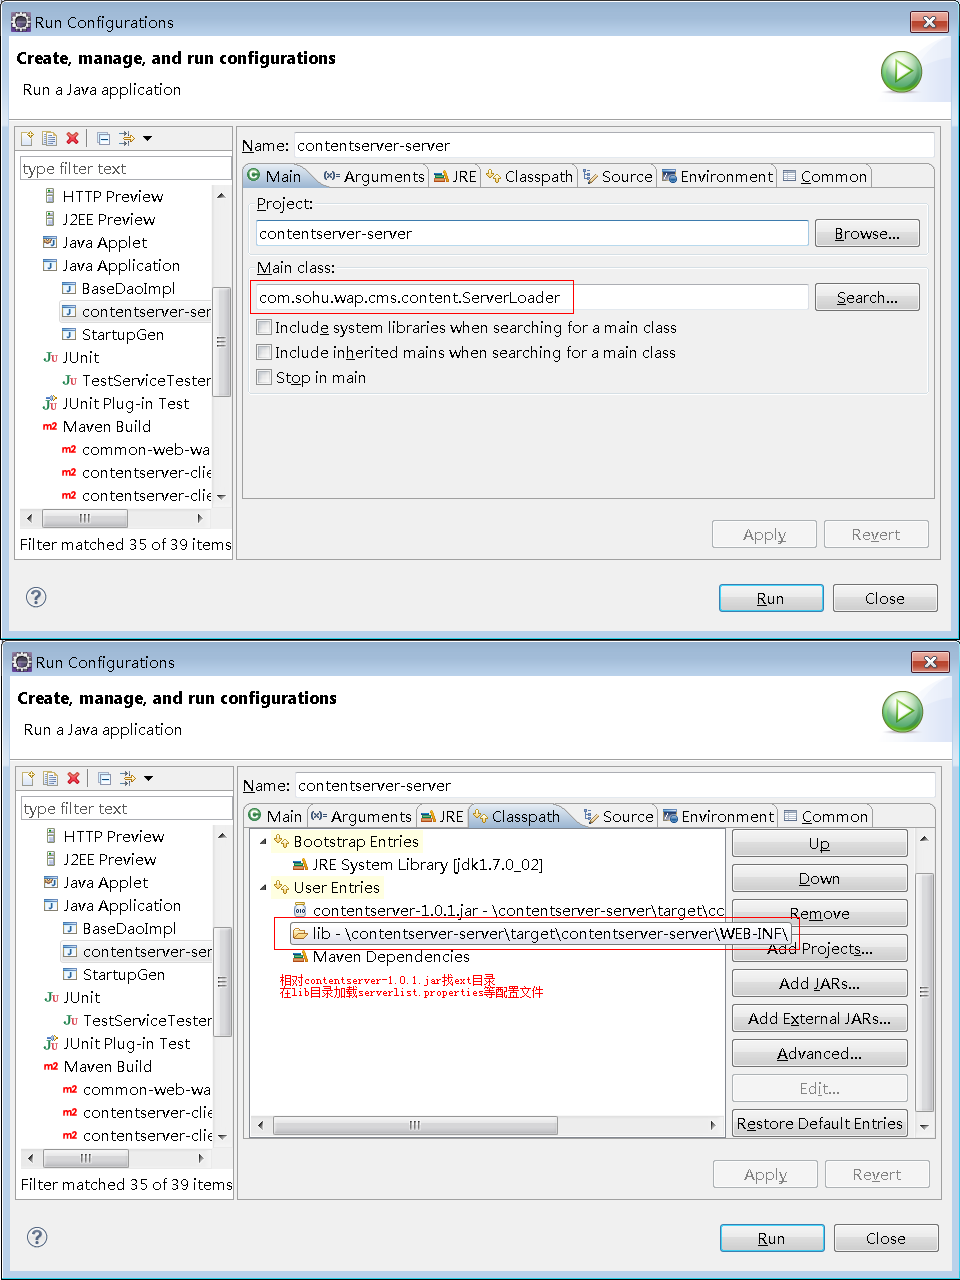 Run Configurations
Create, manage, and run configurations
Run a Java application
type filter text
HTTP Preview
J2EE Preview
Java Applet
Java Application
BaseDaoImpl
contentserver-ser
StartupGen
JUnit
TestServiceTester
JUnit Plug-in Test
Maven Build
common-web-wa
contentserver-clie
contentserver-clie
Filter matched 35 of 39 items
Name: contentserver-server
Main
Arguments
JRE
Classpath
Source
Environment
Common
Project:
contentserver-server
Browse...
Main class:
com.sohu.wap.cms.content.ServerLoader
Search...
Include system libraries when searching for a main class
Include inherited mains when searching for a main class
Stop in main
Apply
Revert
Run
Close
Run Configurations
Create, manage, and run configurations
Run a Java application
type filter text
HTTP Preview
J2EE Preview
Java Applet
Java Application
BaseDaoImpl
contentserver-ser
StartupGen
JUnit
TestServiceTester
JUnit Plug-in Test
Maven Build
common-web-wa
contentserver-clie
contentserver-clie
Filter matched 35 of 39 items
Name: contentserver-server
Main
Arguments
JRE
Classpath
Source
Environment
Common
Bootstrap Entries
JRE System Library [jdk1.7.0_02]
User Entries
contentserver-1.0.1.jar - \contentserver-server\target\cc
lib - \contentserver-server\target\contentserver-server\WEB-INF\
Maven Dependencies
相对contentserver-1.0.1.jar找ext目录
在lib目录加载serverlist.properties等配置文件
Up
Down
Remove
Add Projects...
Add JARs...
Add External JARs...
Advanced...
Edit...
Restore Default Entries
Apply
Revert
Run
Close